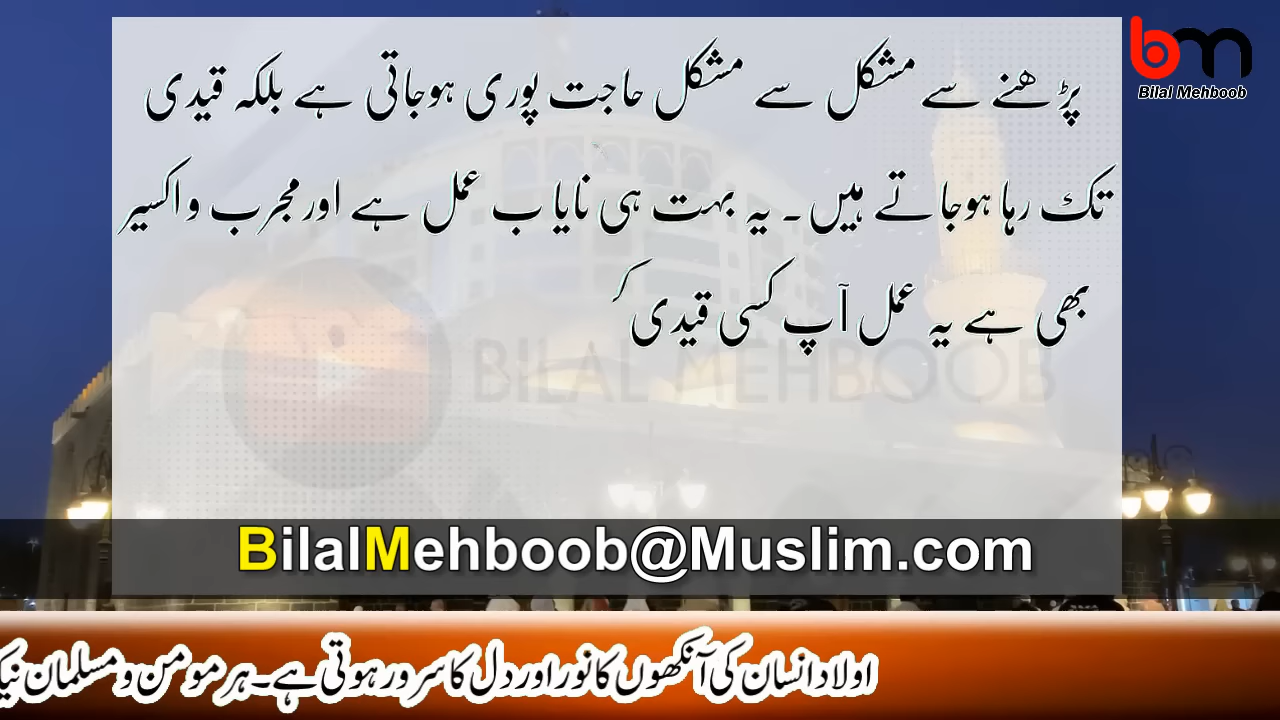 bm
Bilal Mehboob
پڑھنے سے مشکل سے مشکل حاجت پوری ہوجاتی ہے بلکہ قیدی
تک رہا ہوجاتے ہیں۔ یہ بہت ہی نایاب عمل ہے اور مجرب و اکسیر
بھی ہے یہ عمل آپ کسی قیدی
BILAL MEHBOOB
BilalMehboob@Muslim.com
اولاد انسان کی آنکھوں کا نور اور دل کا سرور ہوتی ہے۔ ہر مومن و مسلمان